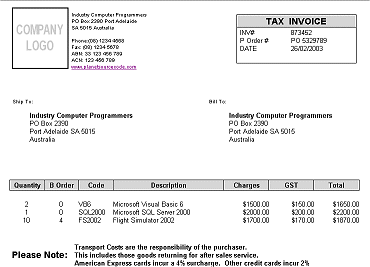 COMPANY
LOGO
Industry Computer Programmers
PO Box 2390 Port Adelaide
SA 5015 Australia
Phone:(08) 1234 4568
Fax: (08) 1234 5678
ABN: 33 123 456 789
ACN: 123 456 789
www.planetsourcecode.com
TAX INVOICE
INV# 873452
P Order # PO 5329789
DATE 26/02/2003
Ship To:
Industry Computer Programmers
PO Box 2390
Port Adelaide SA 5015
Australia
Bill To:
Industry Computer Programmers
PO Box 2390
Port Adelaide SA 5015
Australia
Quantity B Order Code Description Charges GST Total
2 0 VB6 Microsoft Visual Basic 6 $1500.00 $150.00 $1650.00
1 0 SQL2000 Microsoft SQL Server 2000 $2000.00 $200.00 $2200.00
10 4 FS2002 Flight Simulator 2002 $1700.00 $170.00 $1870.00
Please Note:
Transport Costs are the responsibility of the purchaser.
This includes those goods returning for after sales service.
American Express cards incur a 4% surcharge. Other credit cards incur 2%